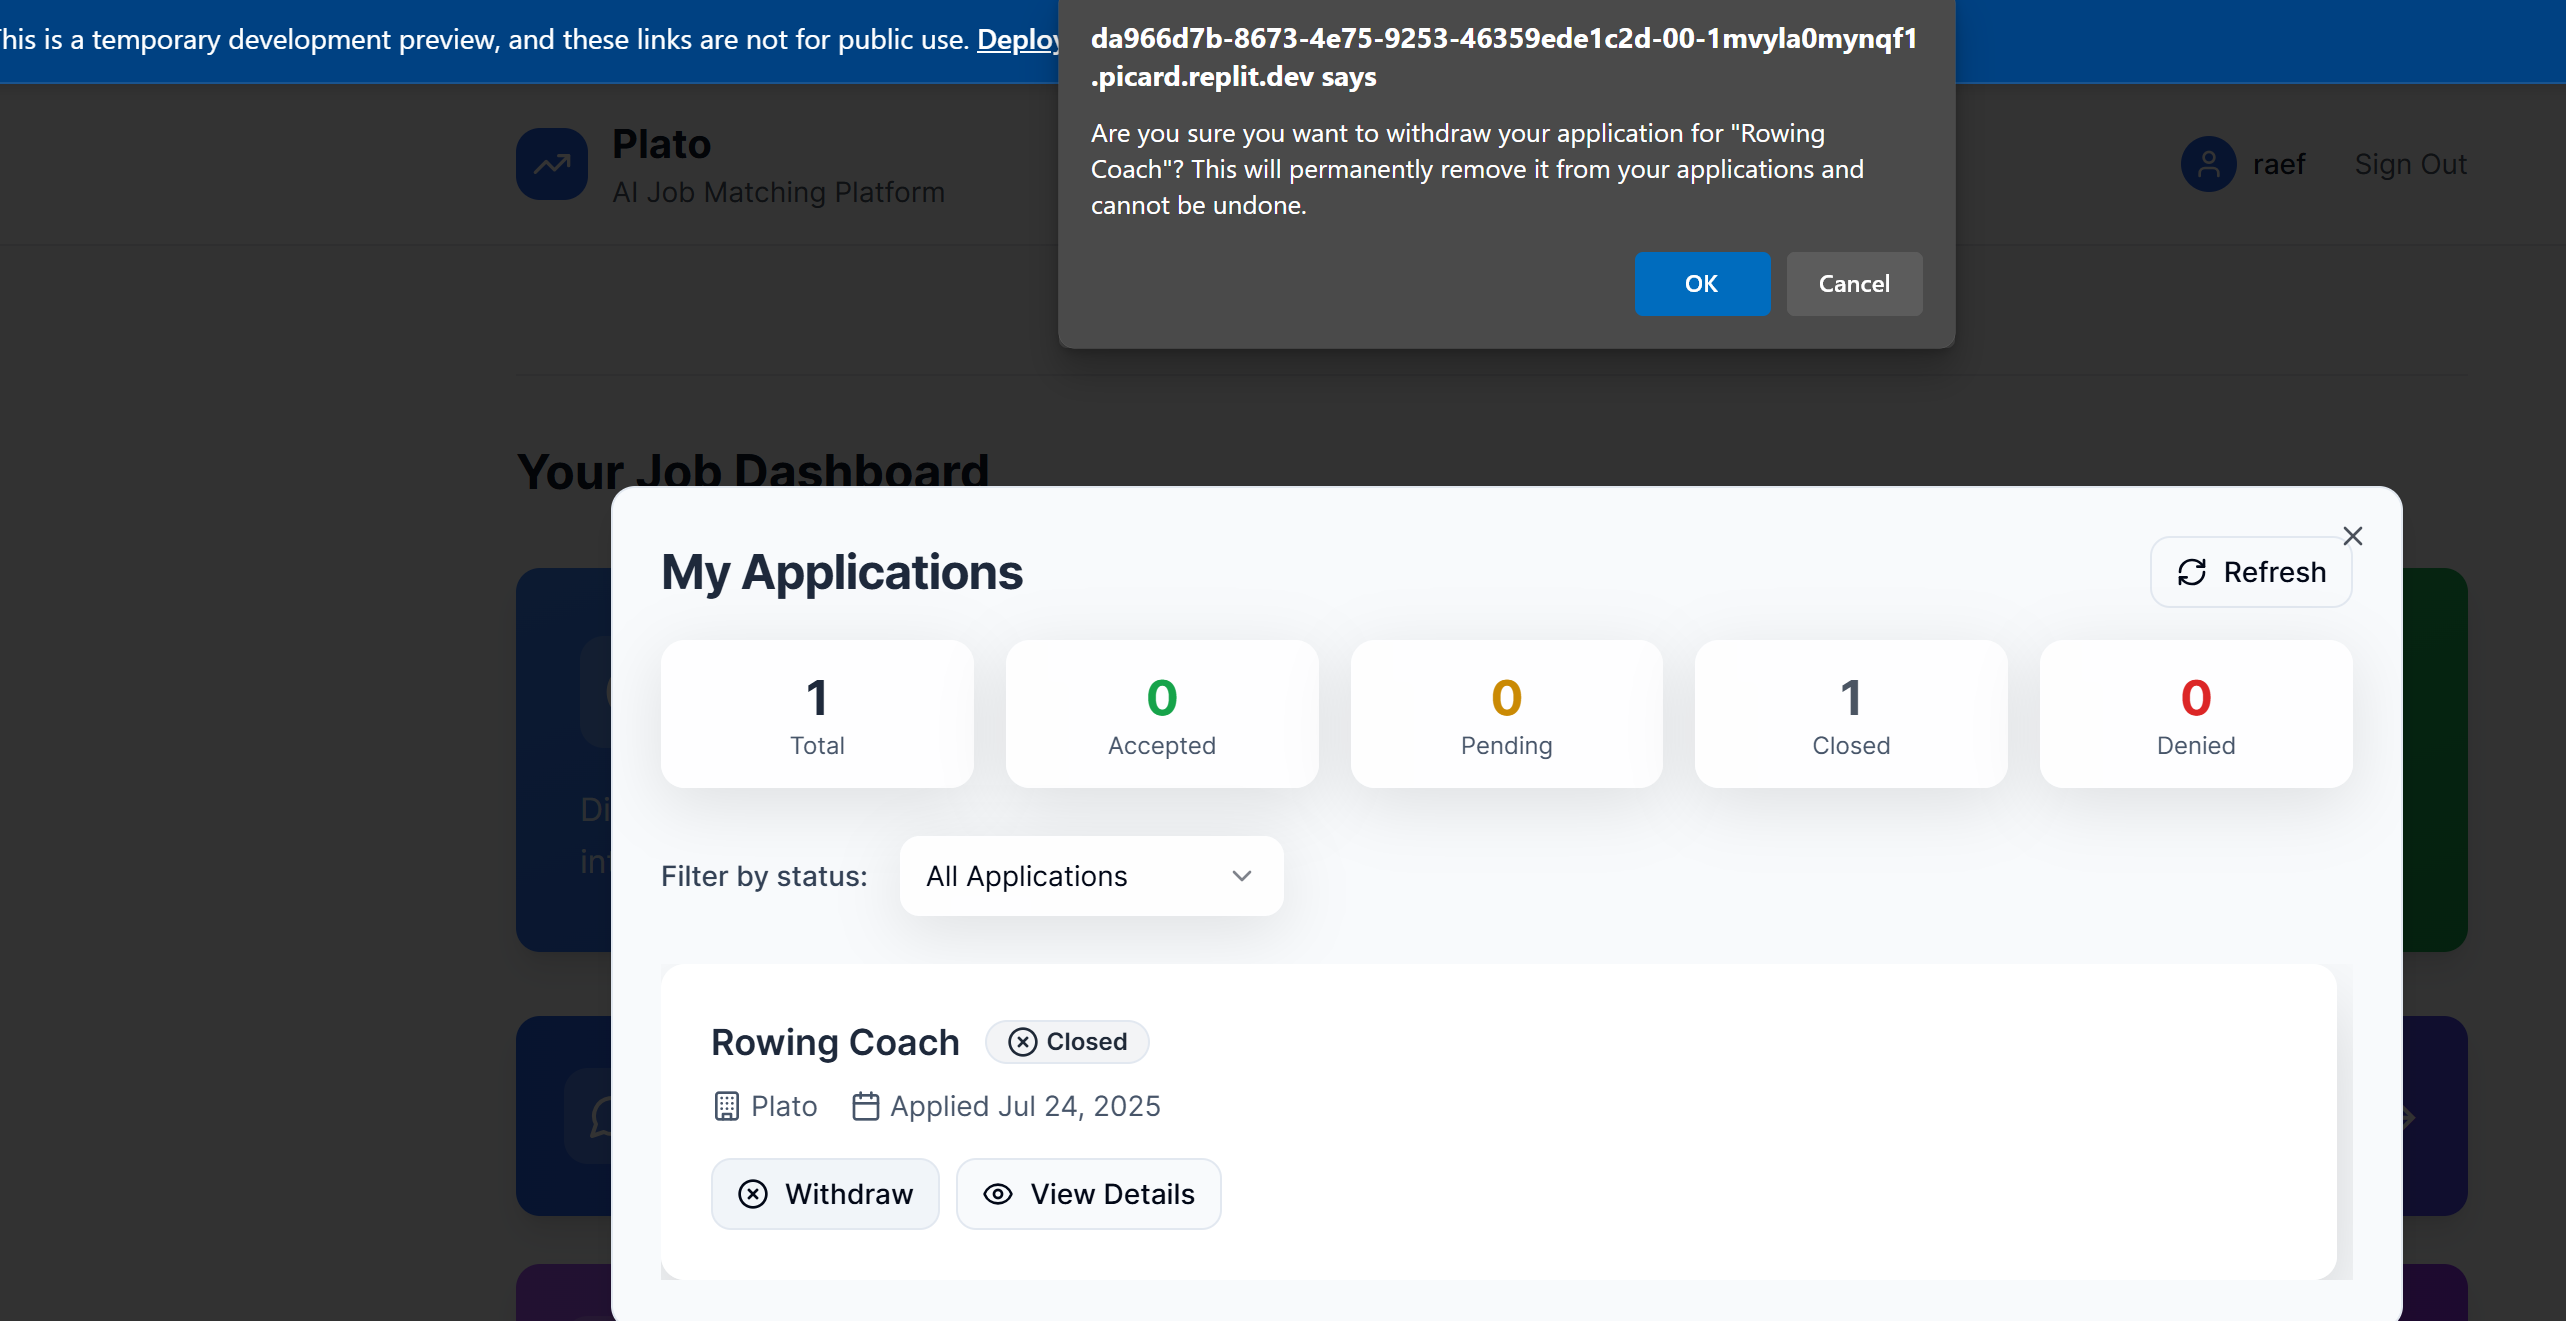 his is a temporary development preview, and these links are not for public use. Deploy
da966d7b-8673-4e75-9253-46359ede1c2d-00-1mvyla0mynqf1
.picard.replit.dev says
Are you sure you want to withdraw your application for "Rowing
Coach"? This will permanently remove it from your applications and
cannot be undone.
OK
Cancel
Plato
AI Job Matching Platform
raef
Sign Out
Your Job Dashboard
My Applications
Refresh
1
Total
0
Accepted
0
Pending
1
Closed
0
Denied
Di
Filter by status:
All Applications
Rowing Coach
Closed
Plato
Applied Jul 24, 2025
Withdraw
View Details